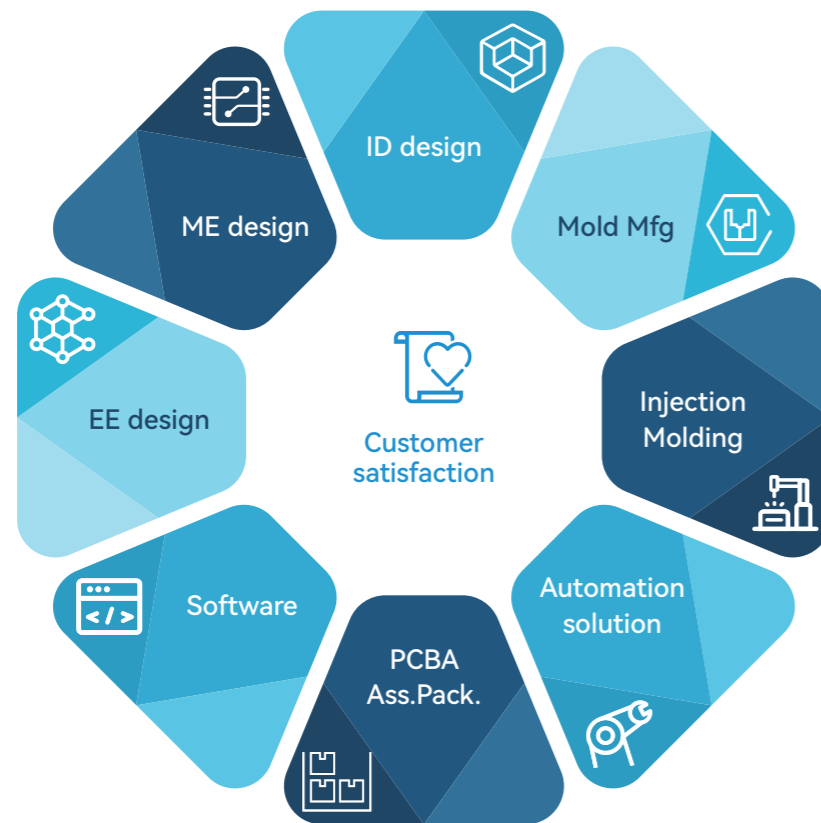 ID design
Mold Mfg
Injection
Molding
Automation
solution
PCBA
Ass.Pack.
Software
</>
EE design
ME design
Customer
satisfaction